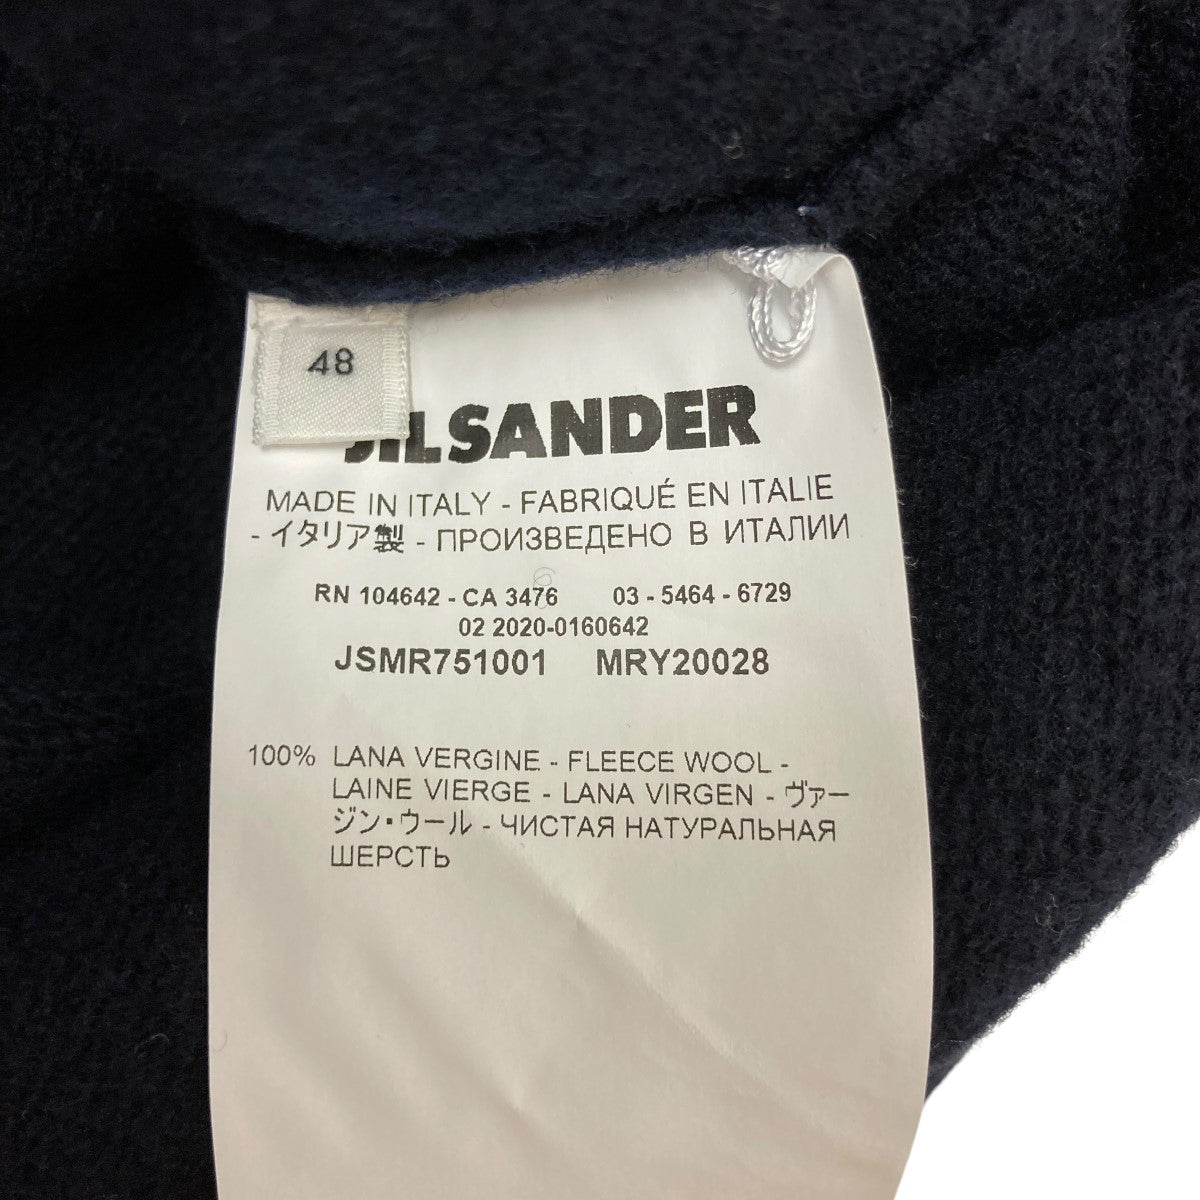 48
JIL SANDER
MADE IN ITALY - FABRIQUÉ EN ITALIE
- イタリア製 - ПРОИЗВЕДЕНО В ИТАЛИИ
RN 104642 - CA 3476 03 - 5464 - 6729
02 2020-0160642
JSMR751001 MRY20028
100% LANA VERGINE - FLEECE WOOL -
LAINE VIERGE - LANA VIRGEN - ヴァー
ジン・ウール - ЧИСТАЯ НАТУРАЛЬНАЯ
ШЕРСТЬ